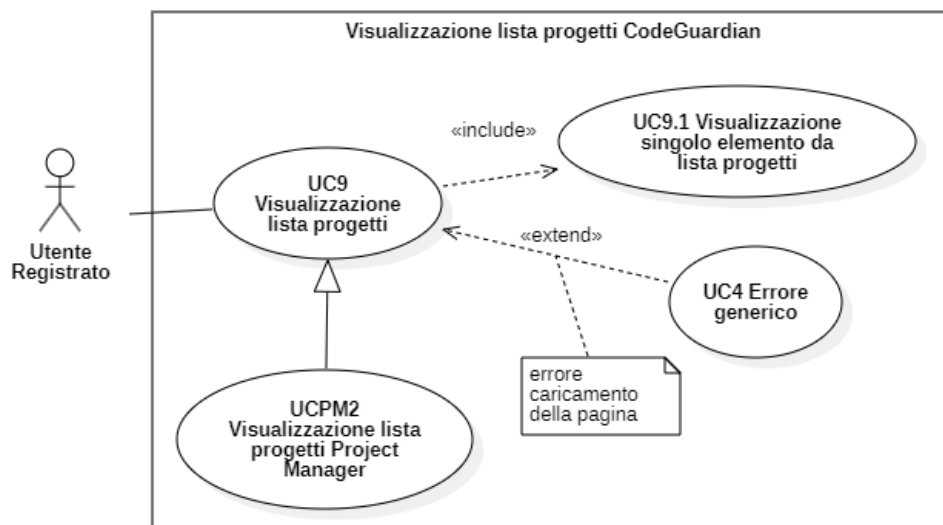 Visualizzazione lista progetti CodeGuardian
«include»
UC9.1 Visualizzazione
singolo elemento da
lista progetti
UC9
Visualizzazione
lista progetti
Utente
Registrato
«extend»
UC4 Errore
generico
errore
caricamento
della pagina
UCPM2
Visualizzazione lista
progetti Project
Manager